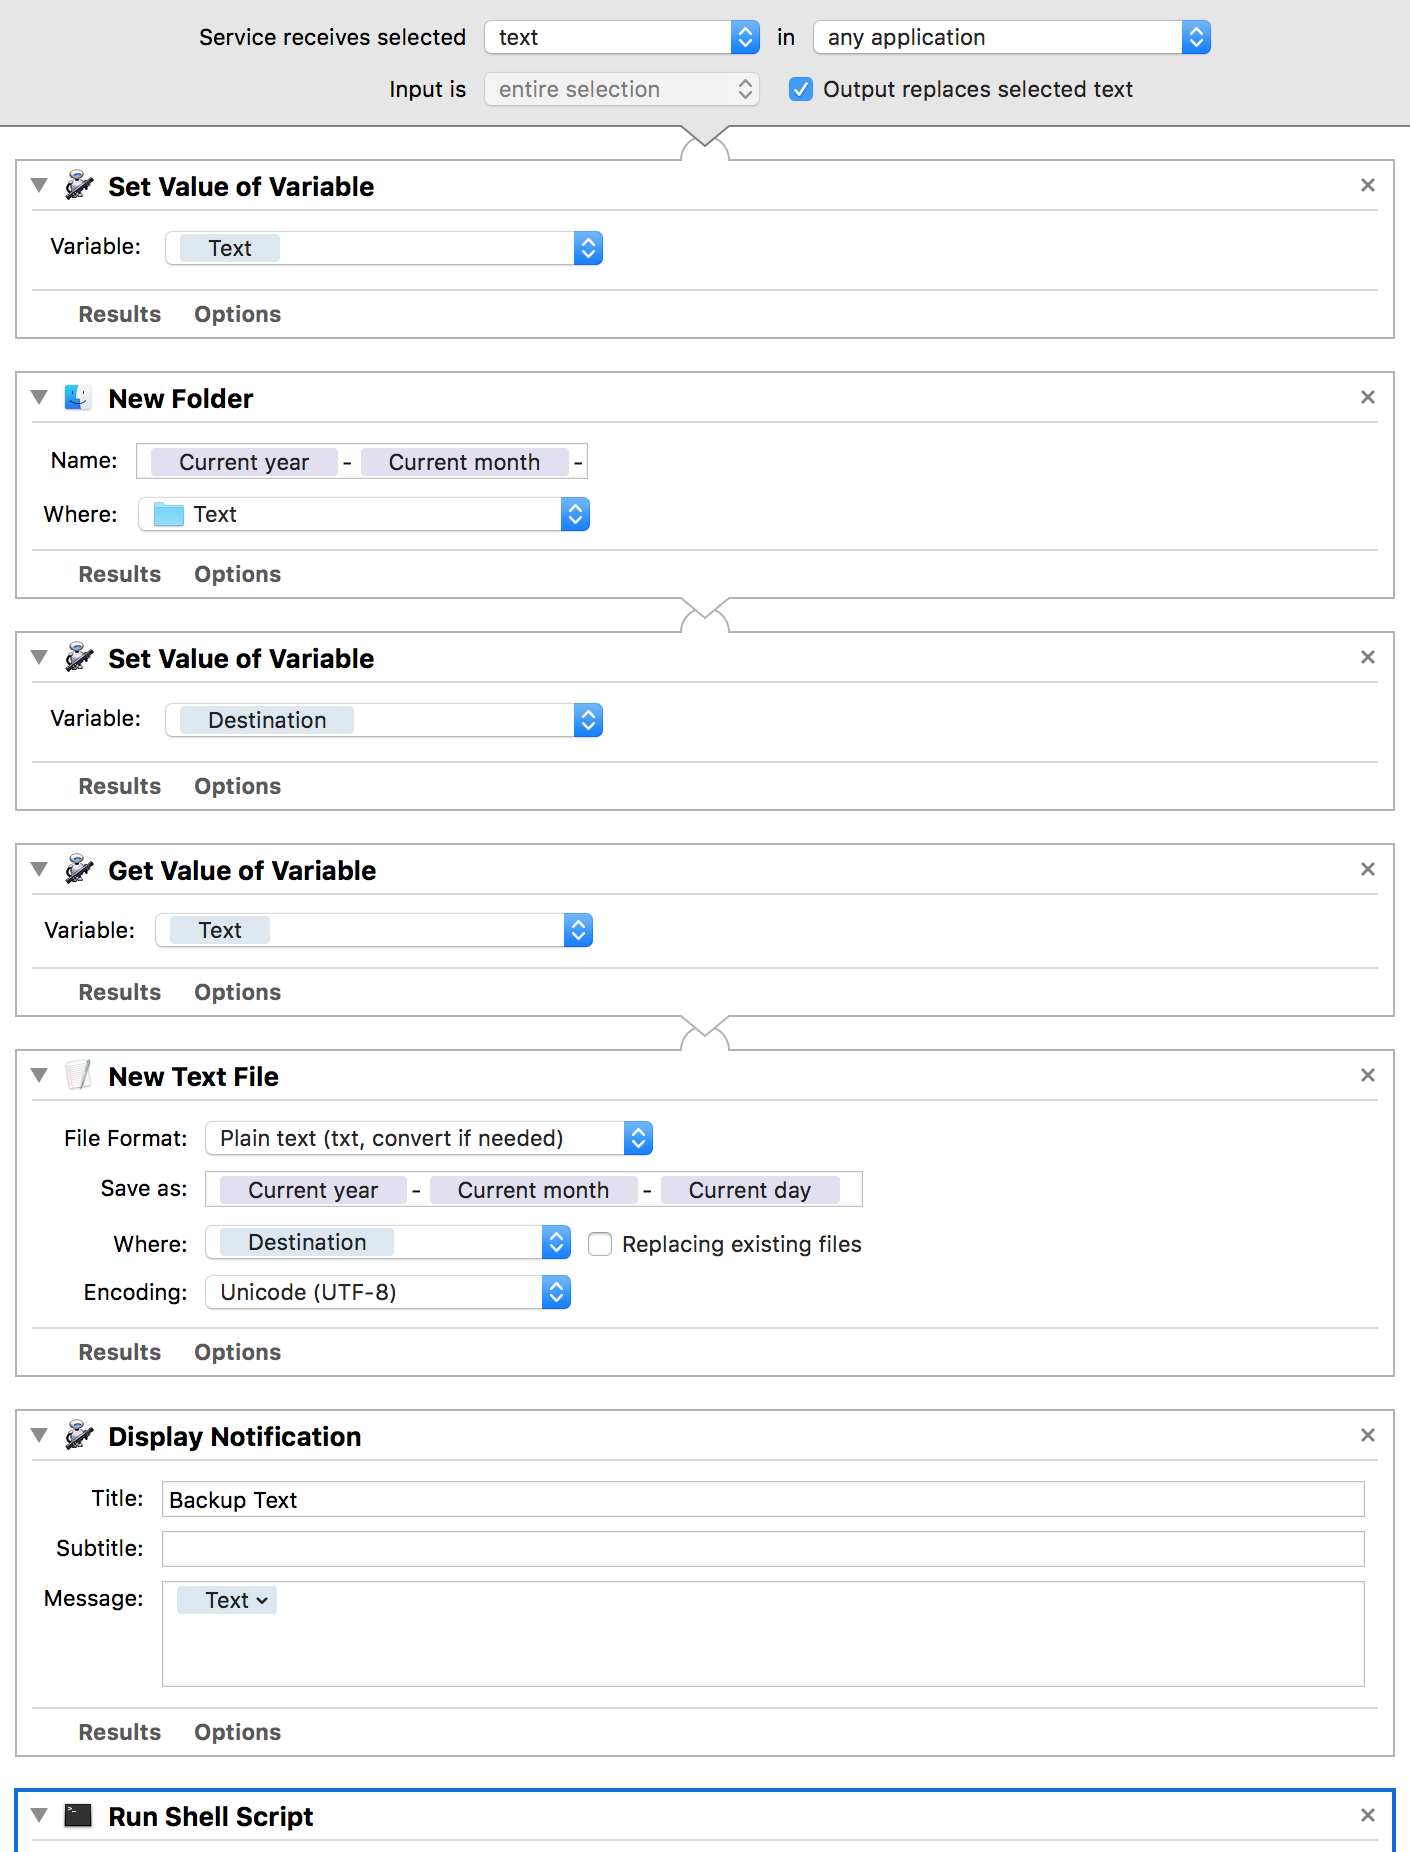 Service receives selected text in any application
Input is entire selection Output replaces selected text
Set Value of Variable
Variable: Text
Results Options
New Folder
Name: Current year - Current month -
Where: Text
Results Options
Set Value of Variable
Variable: Destination
Results Options
Get Value of Variable
Variable: Text
Results Options
New Text File
File Format: Plain text (txt, convert if needed)
Save as: Current year - Current month - Current day
Where: Destination Replacing existing files
Encoding: Unicode (UTF-8)
Results Options
Display Notification
Title: Backup Text
Subtitle:
Message: Text
Results Options
Run Shell Script